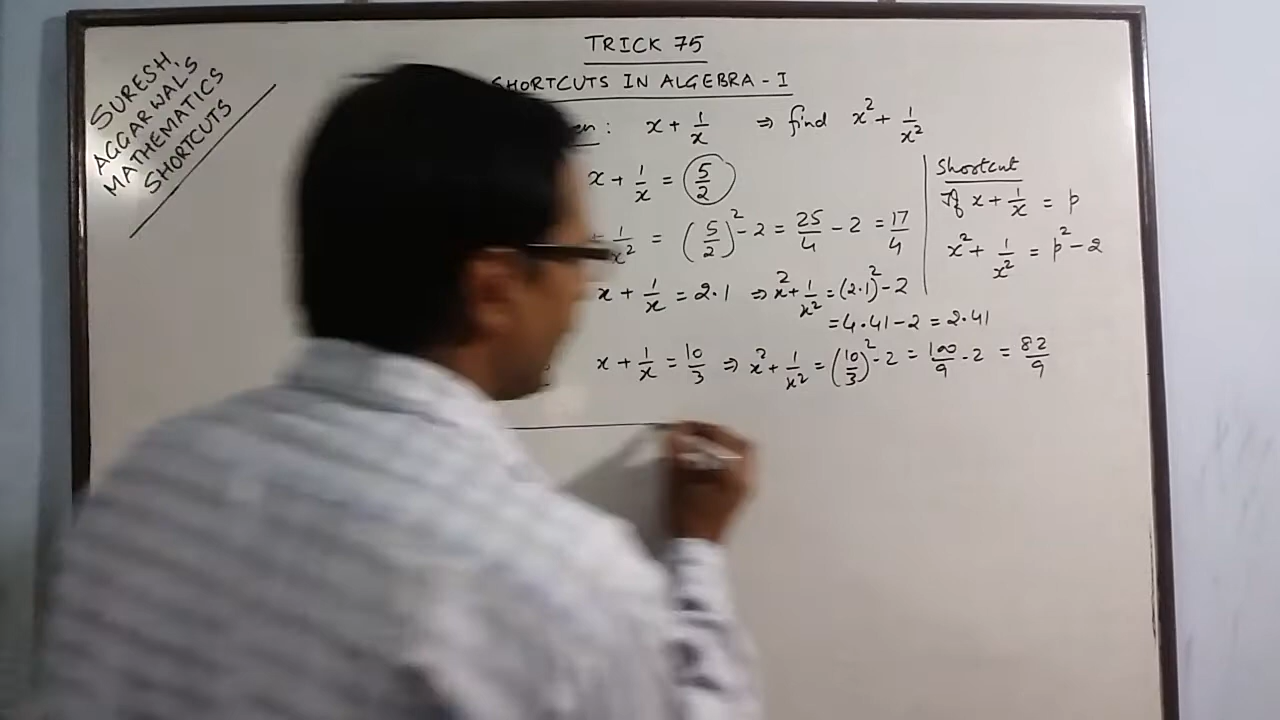 TRICK 75
SURESH
AGGARWAL'S
MATHEMATICS
SHORTCUTS
SHORTCUTS IN ALGEBRA - I
: x + 1/x ⇒ find x² + 1/x²
x + 1/x = 5/2
+ 1/x² = (5/2)² - 2 = 25/4 - 2 = 17/4
Shortcut
If x + 1/x = p
x² + 1/x² = p² - 2
x + 1/x = 2.1 ⇒ x² + 1/x² = (2.1)² - 2
= 4.41 - 2 = 2.41
x + 1/x = 10/3 ⇒ x² + 1/x² = (10/3)² - 2 = 100/9 - 2 = 82/9